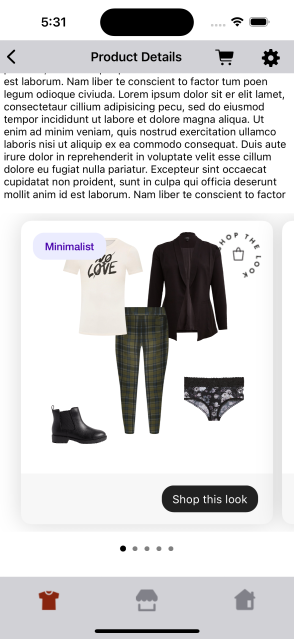 5:31
Product Details
est laborum. Nam liber te conscient to factor tum poen
legum odioque civiuda. Lorem ipsum dolor sit er elit lamet,
consectetaur cillium adipisicing pecu, sed do eiusmod
tempor incididunt ut labore et dolore magna aliqua. Ut
enim ad minim veniam, quis nostrud exercitation ullamco
laboris nisi ut aliquip ex ea commodo consequat. Duis aute
irure dolor in reprehenderit in voluptate velit esse cillum
dolore eu fugiat nulla pariatur. Excepteur sint occaecat
cupidatat non proident, sunt in culpa qui officia deserunt
mollit anim id est laborum. Nam liber te conscient to factor
Minimalist
SHOP THE LOOK
NO
LOVE
Shop this look